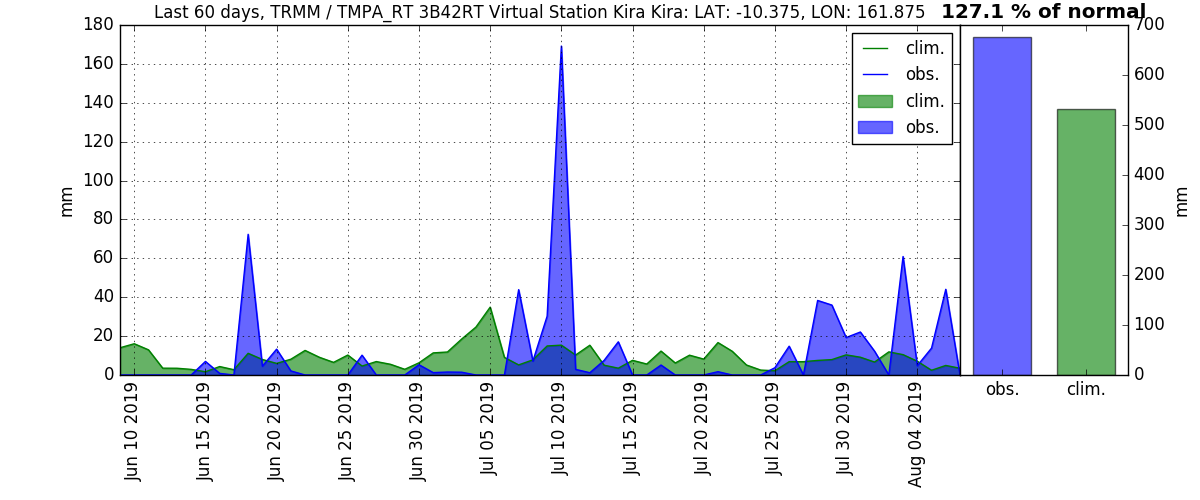 Last 60 days, TRMM / TMPA_RT 3B42RT Virtual Station Kira Kira: LAT: -10.375, LON: 161.875
127.1 % of normal
180
160
140
120
100
80
60
40
20
0
mm
clim.
obs.
clim.
obs.
Jun 10 2019
Jun 15 2019
Jun 20 2019
Jun 25 2019
Jun 30 2019
Jul 05 2019
Jul 10 2019
Jul 15 2019
Jul 20 2019
Jul 25 2019
Jul 30 2019
Aug 04 2019
700
600
500
400
300
200
100
0
mm
obs.
clim.